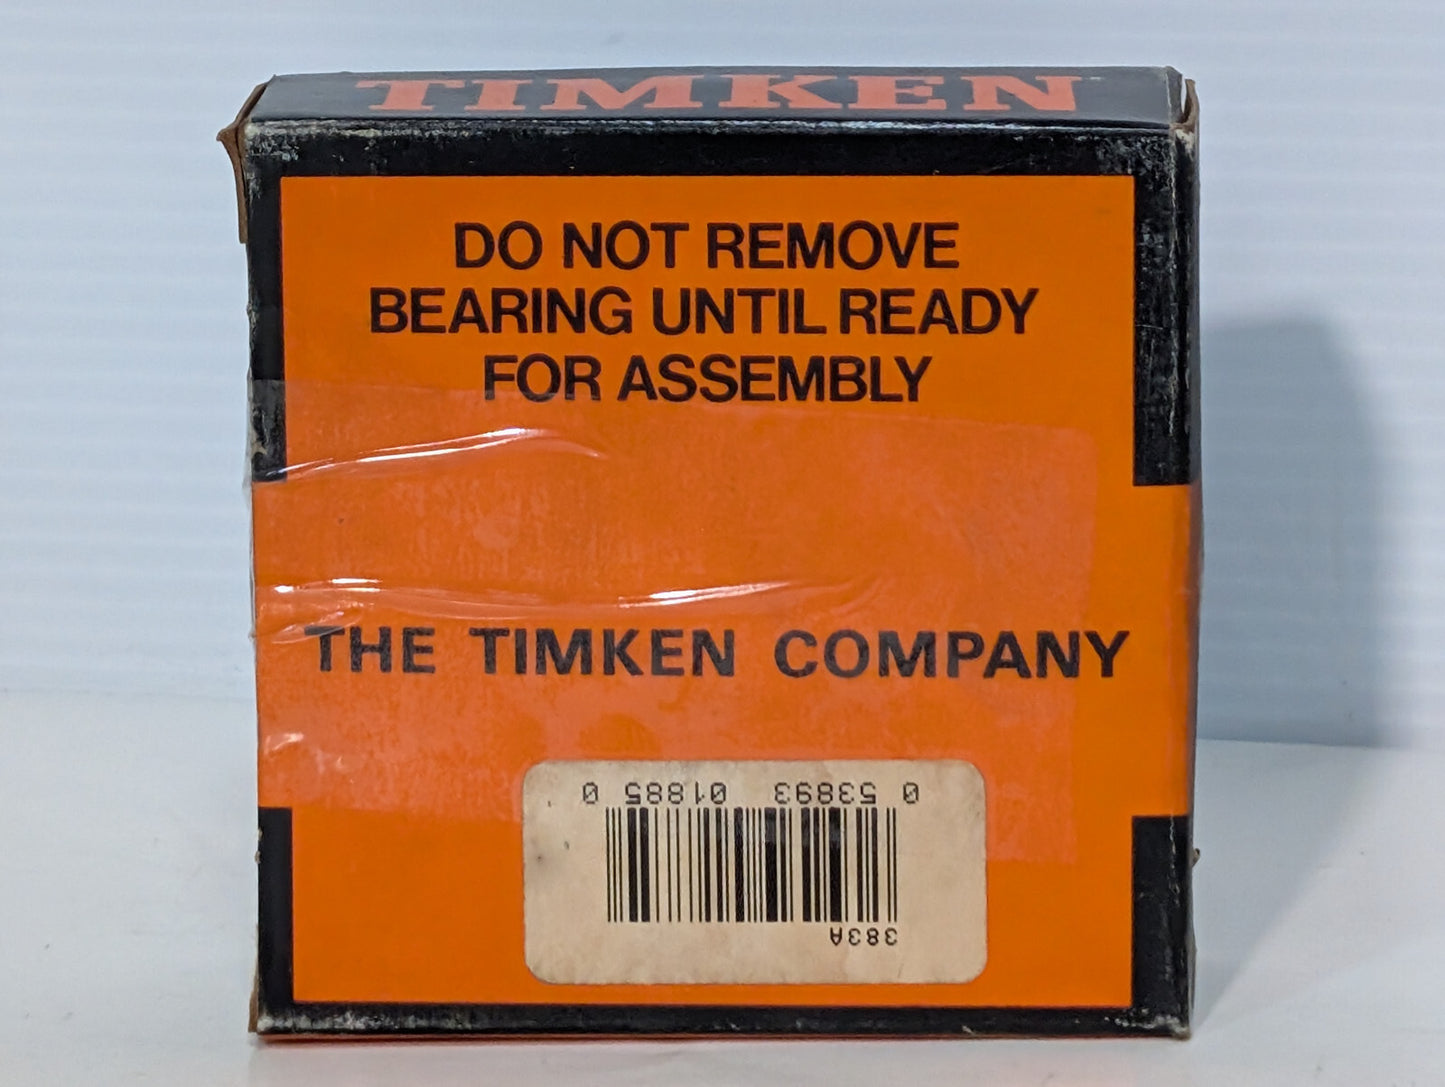 TIMKEN
DO NOT REMOVE
BEARING UNTIL READY
FOR ASSEMBLY
THE TIMKEN COMPANY
383A
0 53893 01885 0